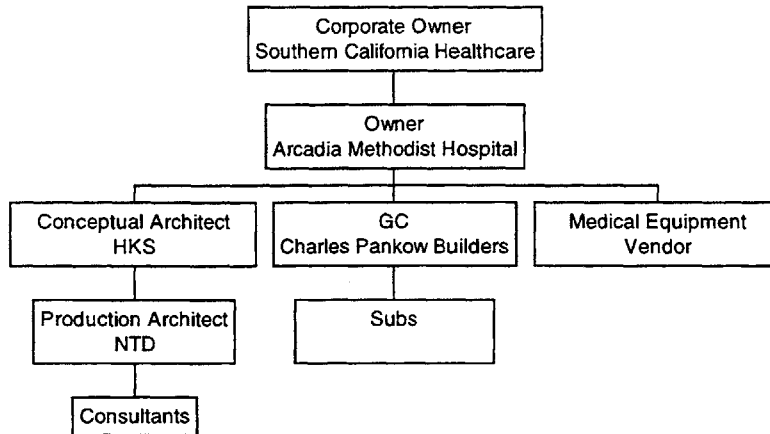 Corporate Owner
Southern California Healthcare
Owner
Arcadia Methodist Hospital
Conceptual Architect
HKS
GC
Charles Pankow Builders
Medical Equipment
Vendor
Production Architect
NTD
Subs
Consultants